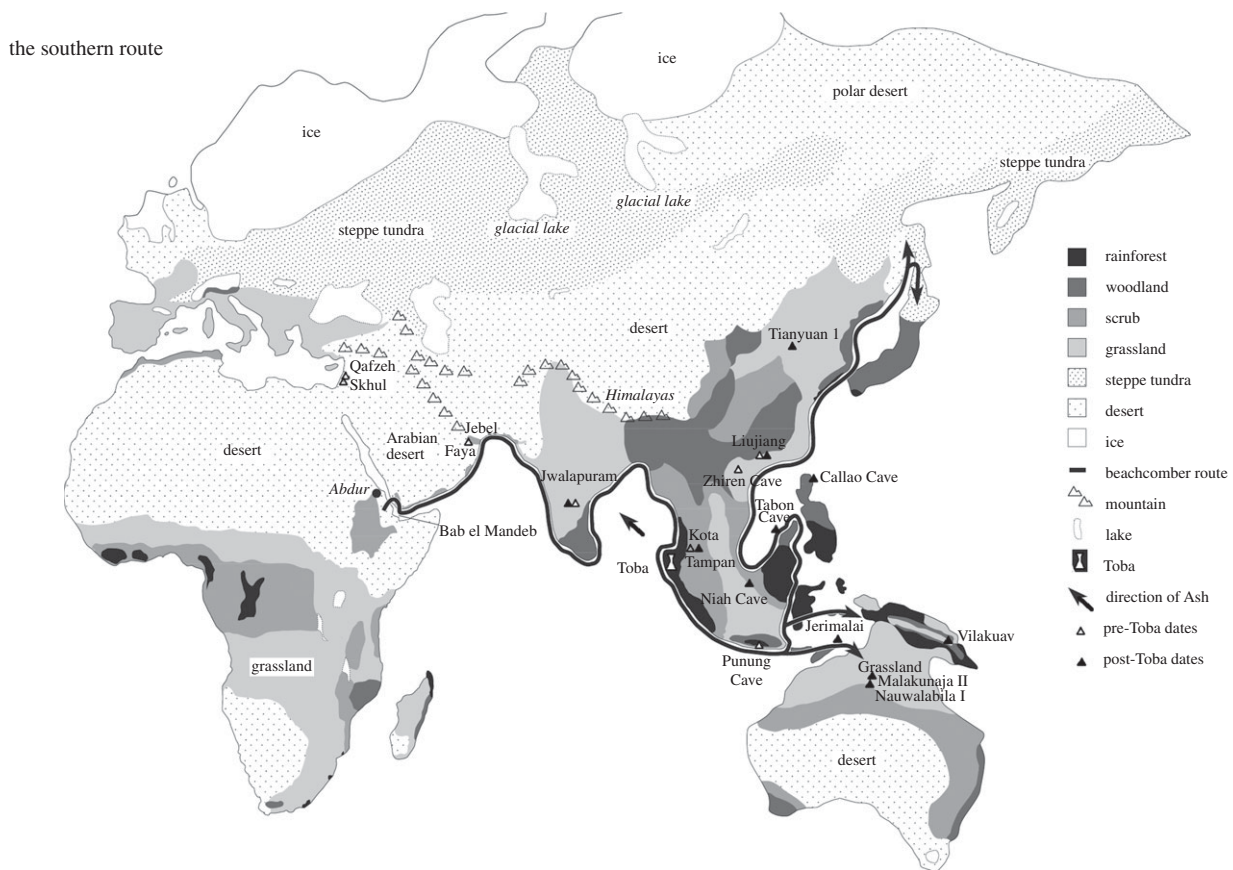 the southern route
ice
ice
polar desert
steppe tundra
glacial lake
glacial lake
steppe tundra
desert
Tianyuan 1
Qafzeh
Skhul
Himalayas
Jebel
Faya
Arabian
desert
desert
Liujiang
Zhiren Cave
Callao Cave
Jwalapuram
Abdur
Bab el Mandeb
Tabon
Cave
Kota
Tampan
Toba
Niah Cave
Jerimalai
Vilakuav
Punung
Cave
Grassland
Malakunaja II
Nauwalabila I
grassland
desert
rainforest
woodland
scrub
grassland
steppe tundra
desert
ice
beachcomber route
mountain
lake
Toba
direction of Ash
pre-Toba dates
post-Toba dates